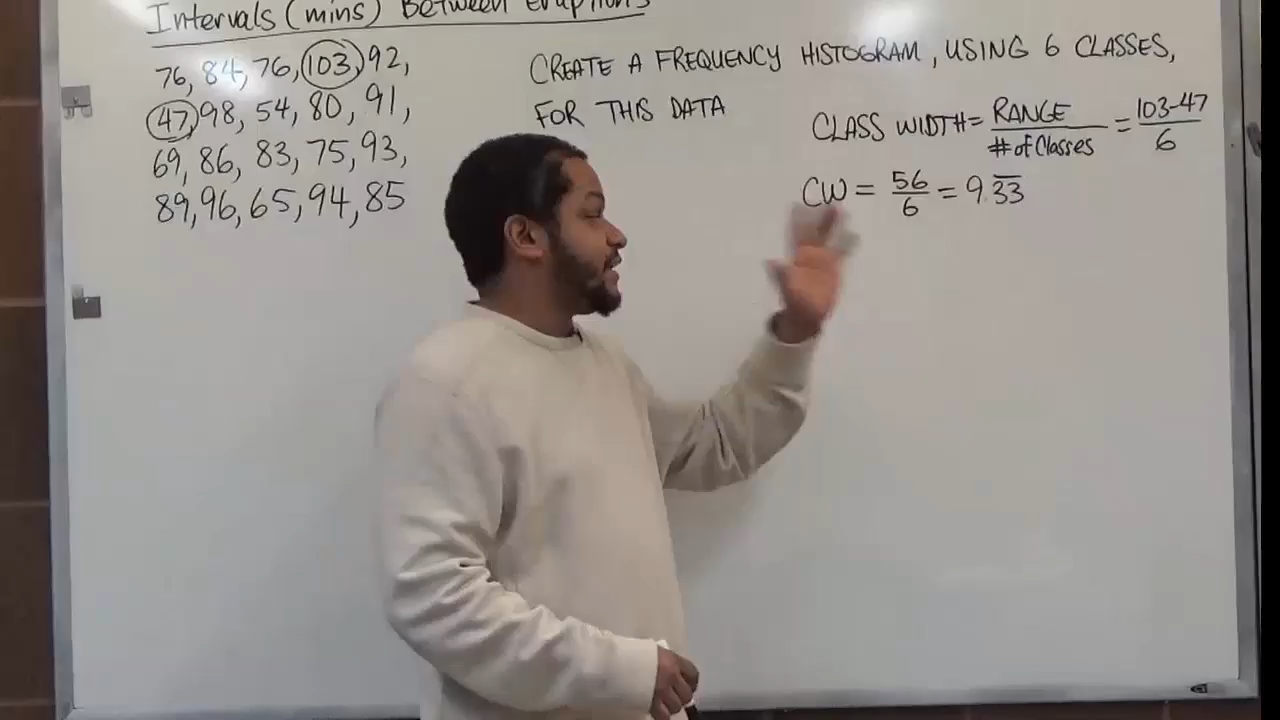 Intervals (mins) Between Eruptions
76, 84, 76, 103, 92,
47, 98, 54, 80, 91,
69, 86, 83, 75, 93,
89, 96, 65, 94, 85
CREATE A FREQUENCY HISTOGRAM, USING 6 CLASSES,
FOR THIS DATA
CLASS WIDTH = RANGE / # of Classes = 103-47 / 6
CW = 56 / 6 = 9.3̅3̅